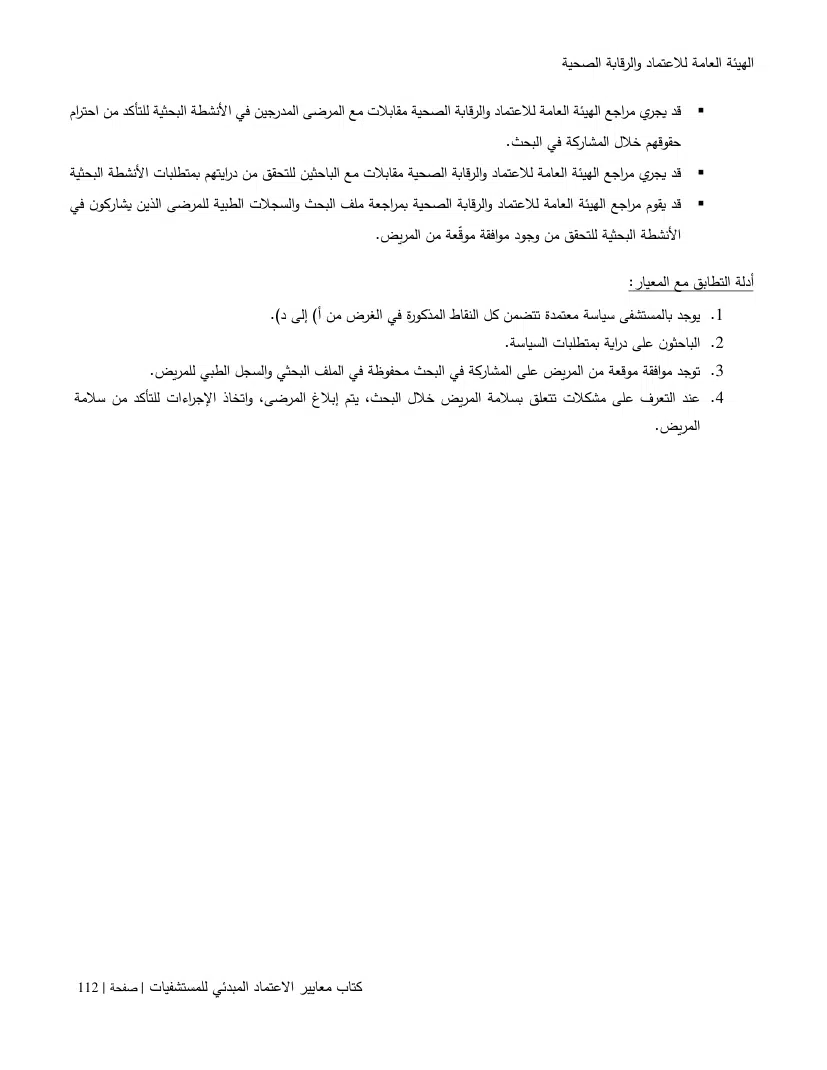 الهيئة العامة للاعتماد والرقابة الصحية
▪ قد يجري مراجع الهيئة العامة للاعتماد والرقابة الصحية مقابلات مع المرضى المدرجين في الأنشطة البحثية للتأكد من احترام
حقوقهم خلال المشاركة في البحث.
▪ قد يجري مراجع الهيئة العامة للاعتماد والرقابة الصحية مقابلات مع الباحثين للتحقق من درايتهم بمتطلبات الأنشطة البحثية
▪ قد يقوم مراجع الهيئة العامة للاعتماد والرقابة الصحية بمراجعة ملف البحث والسجلات الطبية للمرضى الذين يشاركون في
الأنشطة البحثية للتحقق من وجود موافقة موقّعة من المريض.
أدلة التطابق مع المعيار:
1. يوجد بالمستشفى سياسة معتمدة تتضمن كل النقاط المذكورة في الغرض من أ) إلى د).
2. الباحثون على دراية بمتطلبات السياسة.
3. توجد موافقة موقعة من المريض على المشاركة في البحث محفوظة في الملف البحثي والسجل الطبي للمريض.
4. عند التعرف على مشكلات تتعلق بسلامة المريض خلال البحث، يتم إبلاغ المرضى، واتخاذ الإجراءات للتأكد من سلامة
المريض.
كتاب معايير الاعتماد المبدئي للمستشفيات | صفحة | 112